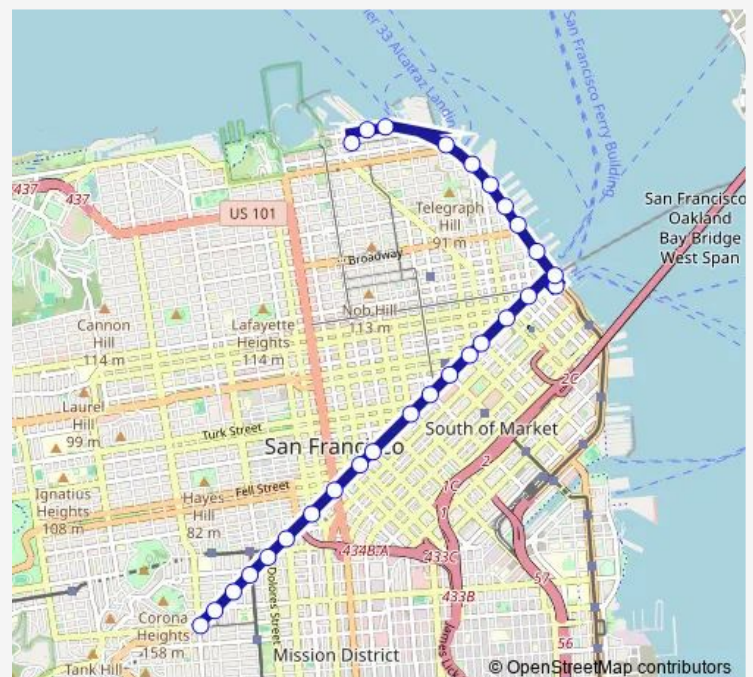 Pier 33 Alcatraz Landing
San Francisco Ferry Building
437
437
US 101
Telegraph
Hill
91 m
San Francisco
Oakland
Bay Bridge
West Span
Broadway
Nob Hill
113 m
Cannon
Hill
114 m
Lafayette
Heights
114 m
2C
Laurel
Hill
99 m
Turk Street
San Francisco
South of Market
2
1C
1
Ignatius
Heights
108 m
Hayes
Hill
82 m
Fell Street
434B:A
433C
433B
57
56
Dolores Street
James Lick
Corona
Heights
158 m
Tank Hill
Mission District
© OpenStreetMap contributors